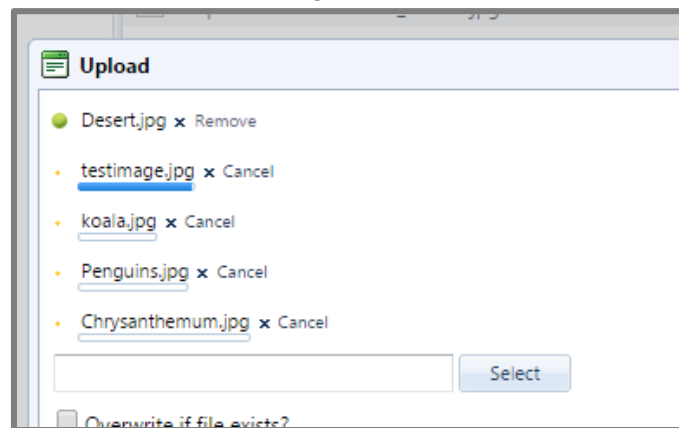 Upload
Desert.jpg x Remove
testimage.jpg x Cancel
koala.jpg x Cancel
Penguins.jpg x Cancel
Chrysanthemum.jpg x Cancel
Select
Overwrite if file exists?